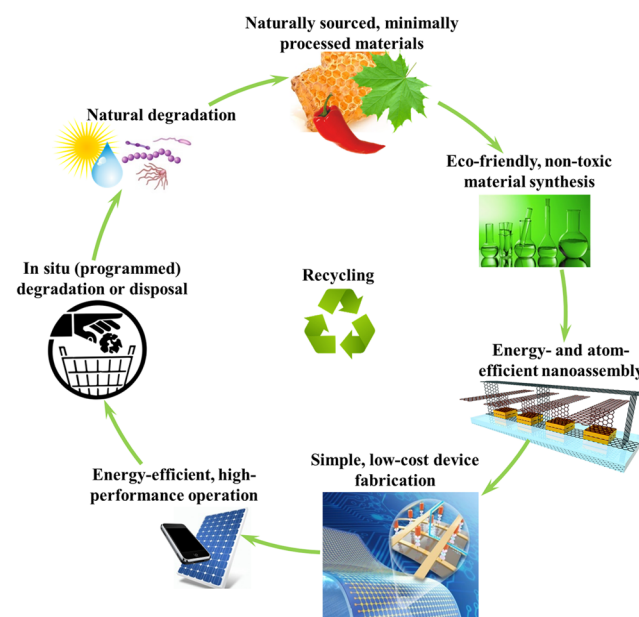 Naturally sourced, minimally
processed materials
Eco-friendly, non-toxic
material synthesis
Energy- and atom-
efficient nanoassembly
Simple, low-cost device
fabrication
Energy-efficient, high-
performance operation
In situ (programmed)
degradation or disposal
Natural degradation
Recycling